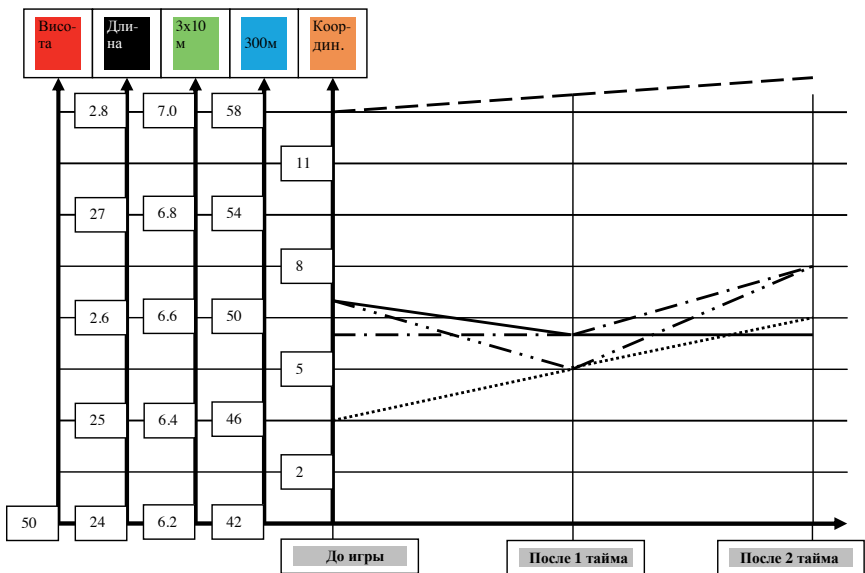 Висо-
та
Дли-
на
3х10
м
300м
Коор-
дин.
2.8
7.0
58
11
27
6.8
54
8
2.6
6.6
50
5
25
6.4
46
2
50
24
6.2
42
До игры
После 1 тайма
После 2 тайма